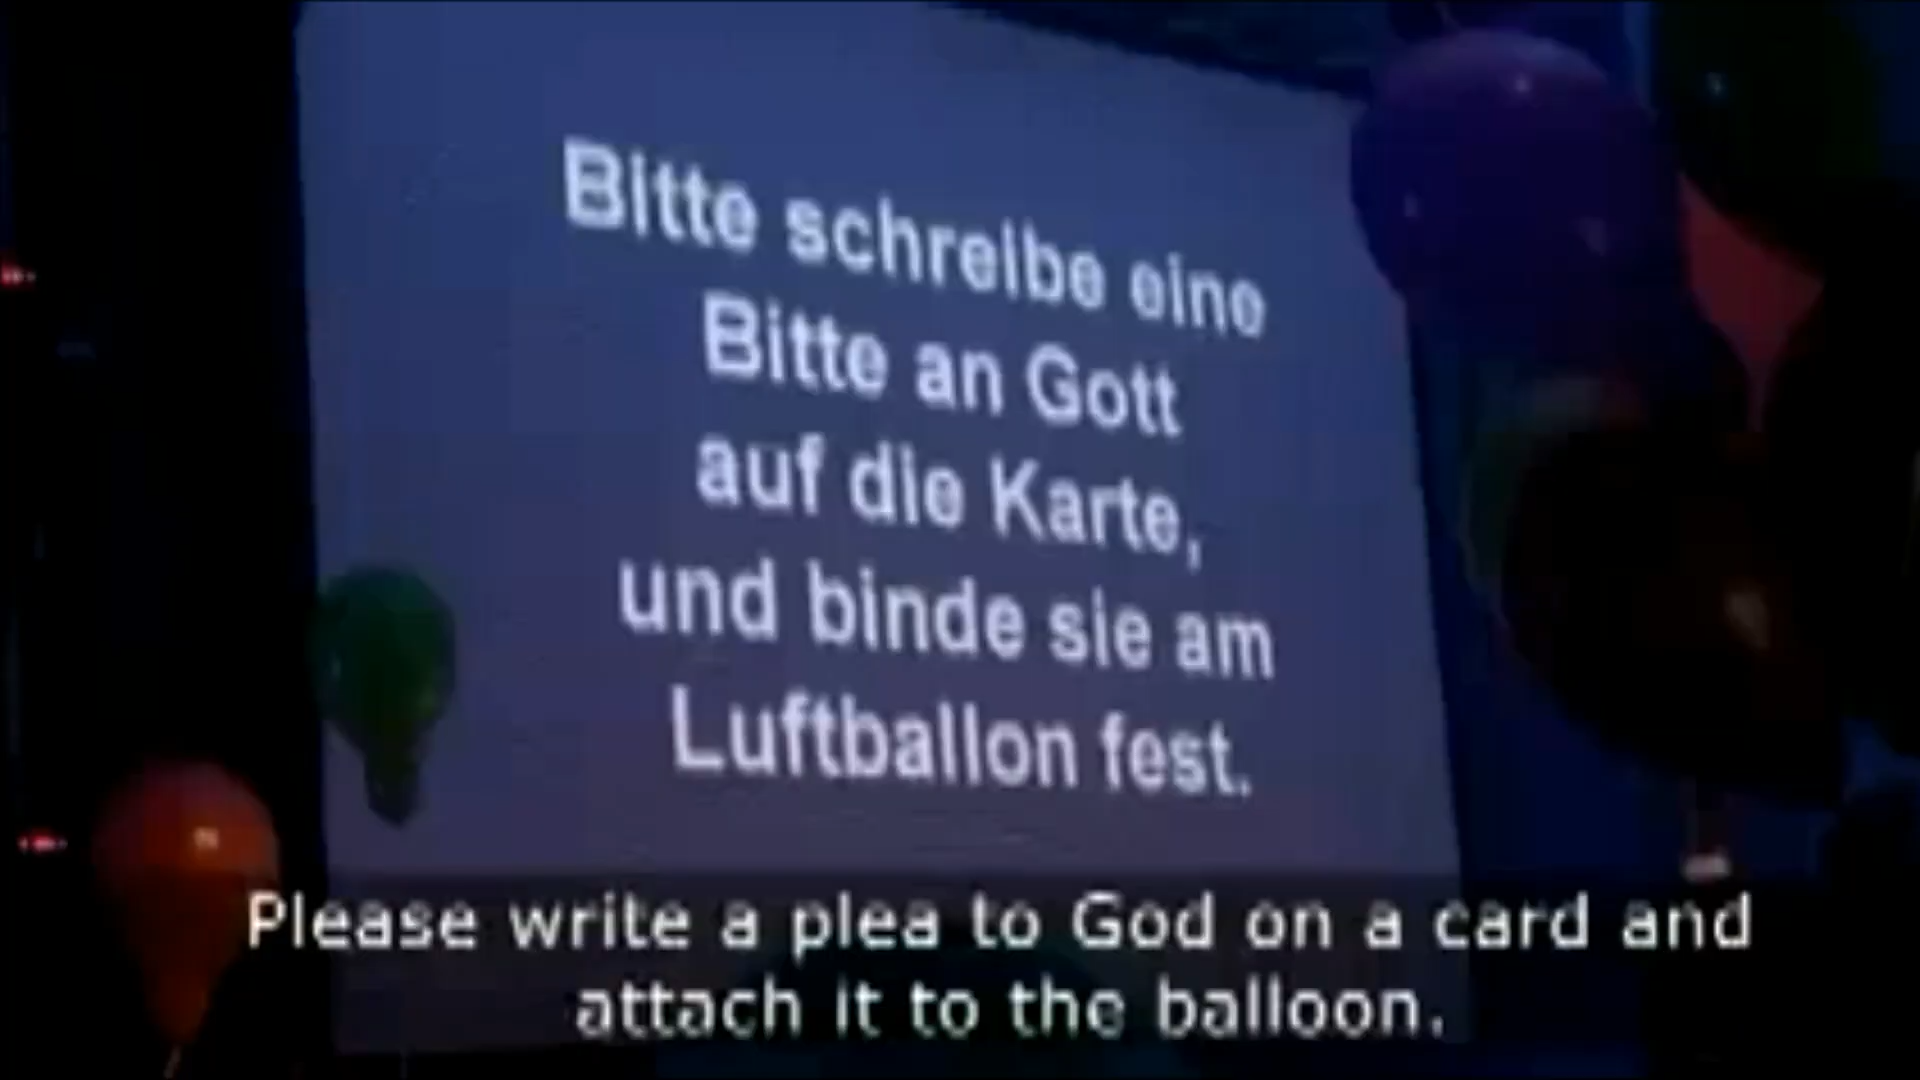 Bitte schreibe eine
Bitte an Gott
auf die Karte,
und binde sie am
Luftballon fest.
Please write a plea to God on a card and
attach it to the balloon.